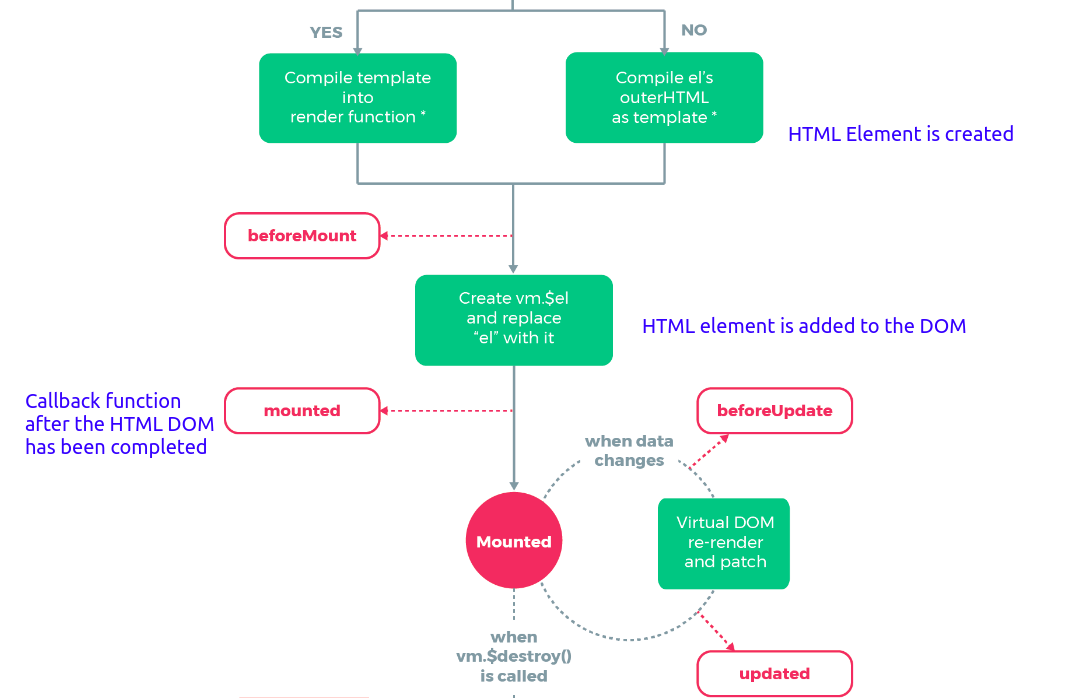 YES
NO
Compile template
into
render function *
Compile el's
outerHTML
as template *
HTML Element is created
beforeMount
Create vm.$el
and replace
“el” with it
HTML element is added to the DOM
Callback function
after the HTML DOM
has been completed
mounted
beforeUpdate
when data
changes
Mounted
Virtual DOM
re-render
and patch
when
vm.$destroy()
is called
updated